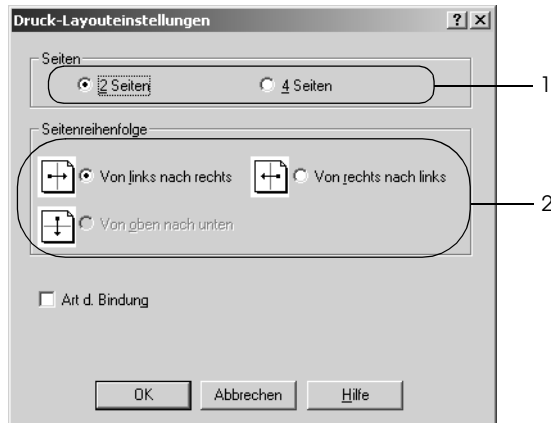 Druck-Layouteinstellungen
Seiten
2 Seiten 4 Seiten 1
Seitenreihenfolge
Von links nach rechts Von rechts nach links
2
Von oben nach unten
Art d. Bindung
OK Abbrechen Hilfe